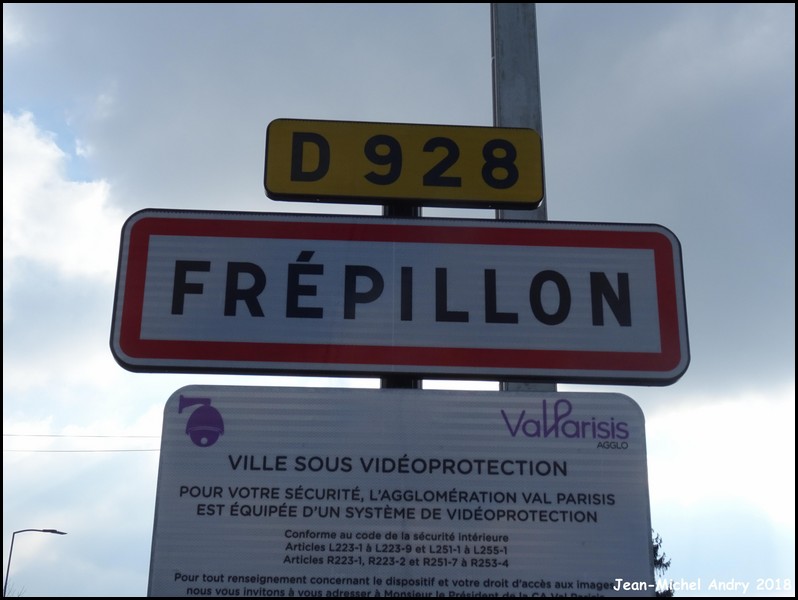 D 928
FRÉPILLON
ValParisis
AGGLO
VILLE SOUS VIDÉOPROTECTION
POUR VOTRE SÉCURITÉ, L'AGGLOMÉRATION VAL PARISIS
EST ÉQUIPÉE D'UN SYSTÈME DE VIDÉOPROTECTION
Conforme au code de la sécurité intérieure
Articles L223-1 à L223-9 et L251-1 à L255-1
Articles R223-1, R223-2 et R251-7 à R253-4
Pour tout renseignement concernant le dispositif et votre droit d'accès aux images
nous vous invitons à vous adresser à Monsieur le Président de la CA Val Parisis
Jean-Michel Andry 2018